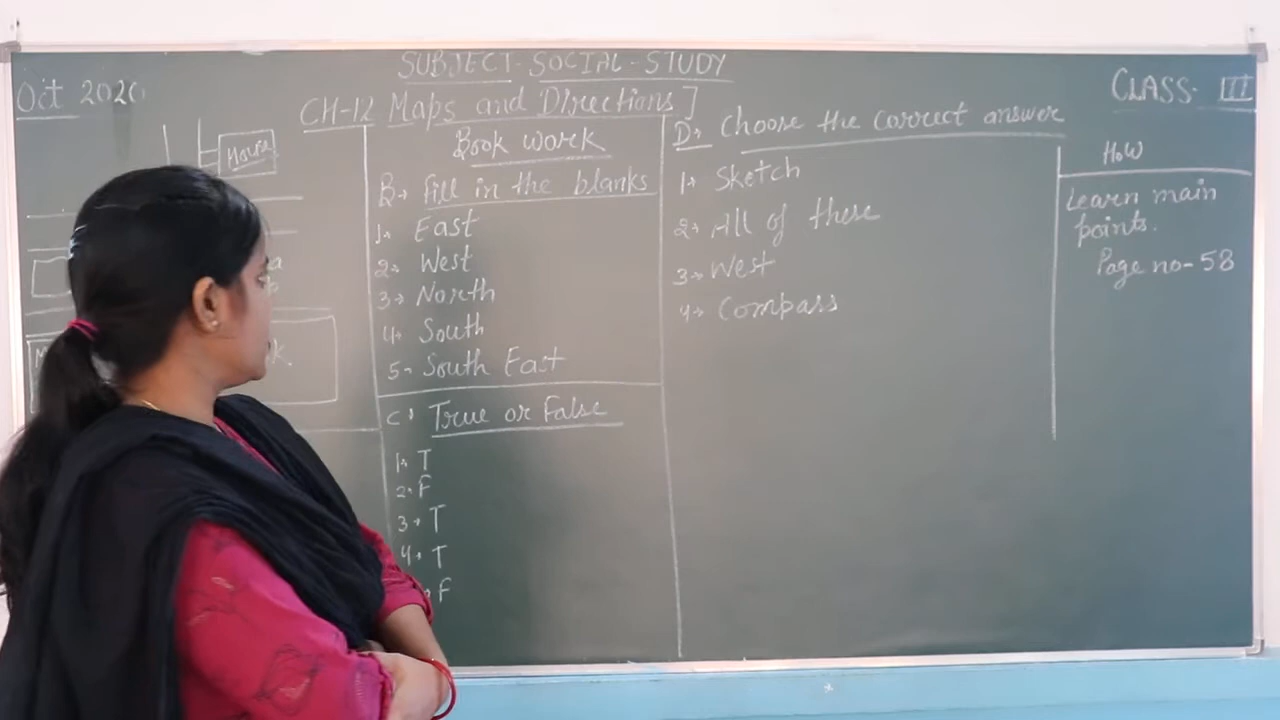 SUBJECT- SOCIAL- STUDY
Oct 2020
CLASS- III
CH-12 Maps and Directions]
House
Book work
B. Fill in the blanks
1. East
2. West
3. North
4. South
5. South East
C. True or False
1. T
2. F
3. T
4. T
F
D. Choose the correct answer
1. Sketch
2. All of these
3. West
4. Compass
H.W
Learn main
points.
Page no- 58